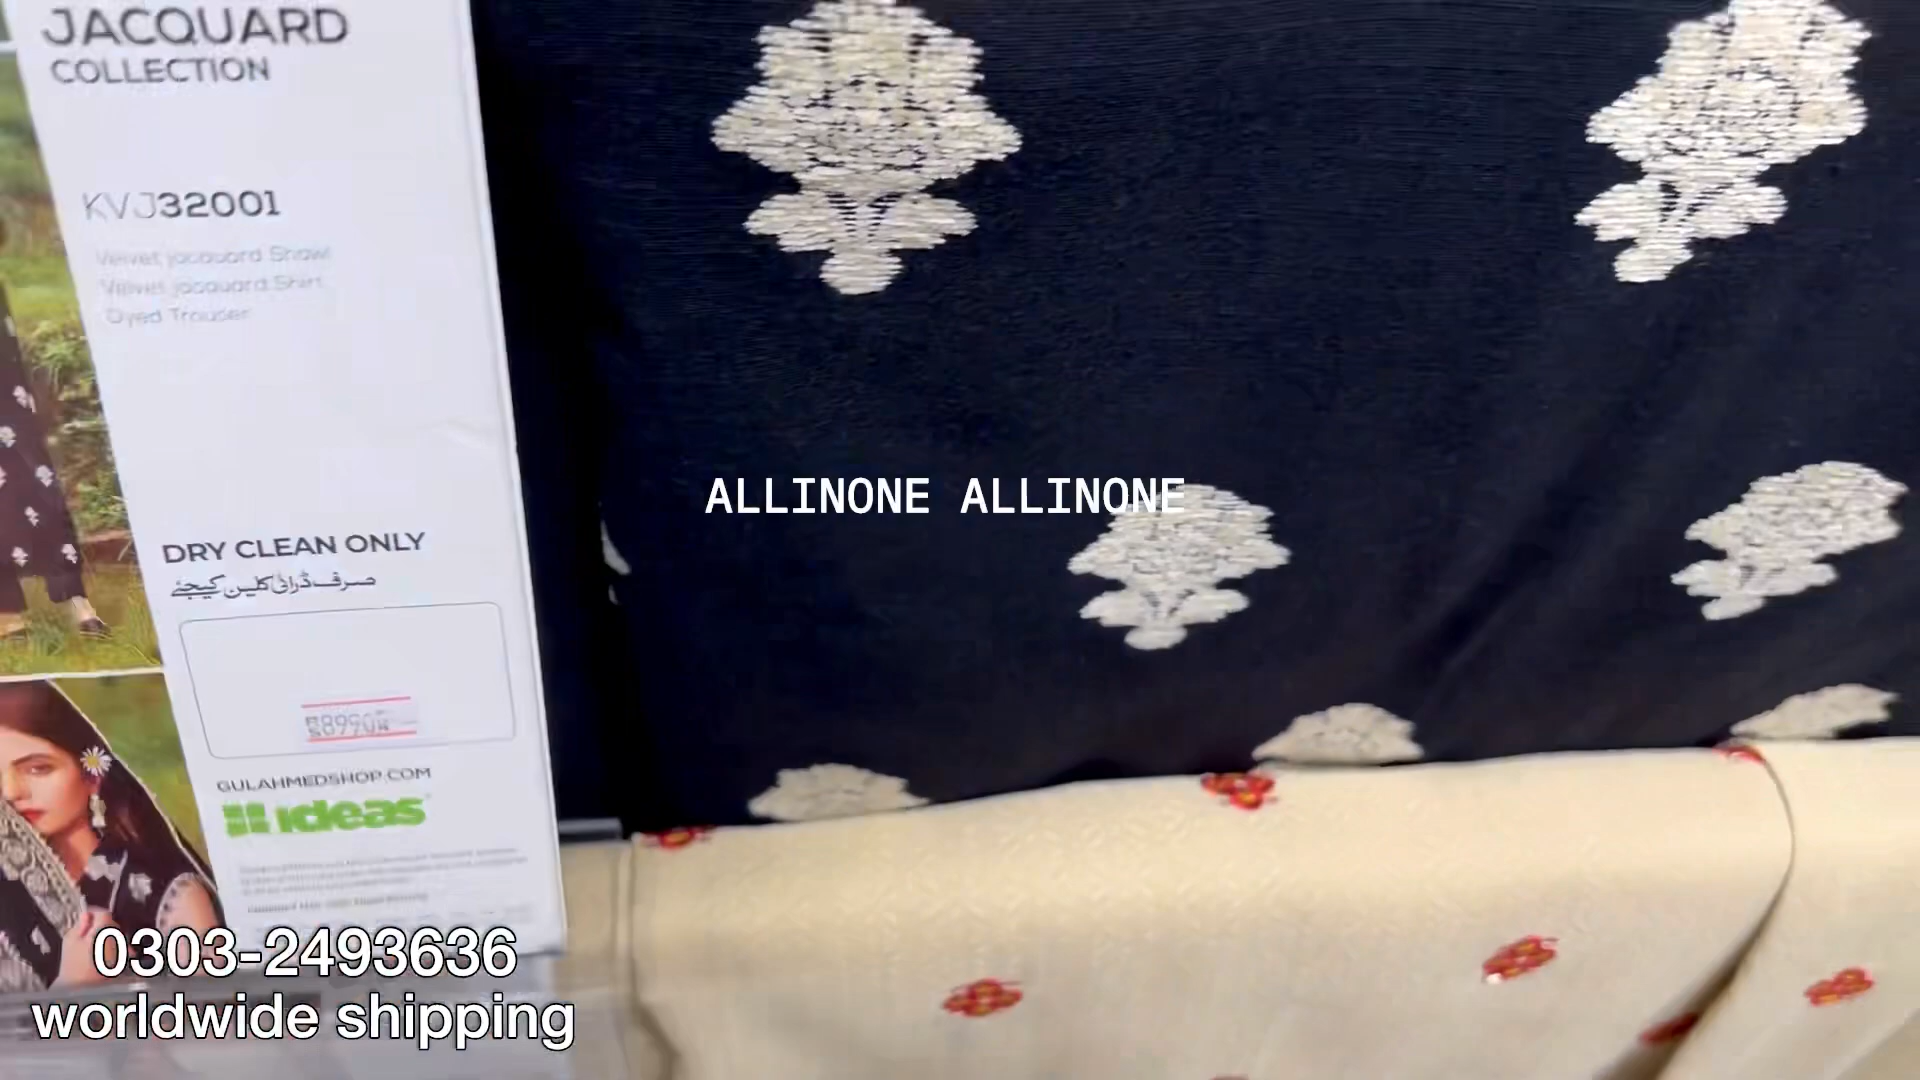 JACQUARD
COLLECTION
KVJ32001
Velvet jacquard Shawl
Velvet jacquard Shirt
Dyed Trouser
ALLINONE ALLINONE
DRY CLEAN ONLY
صرف ڈرائی کلین کیجئے
GULAHMEDSHOP.COM
ideas
0303-2493636
worldwide shipping